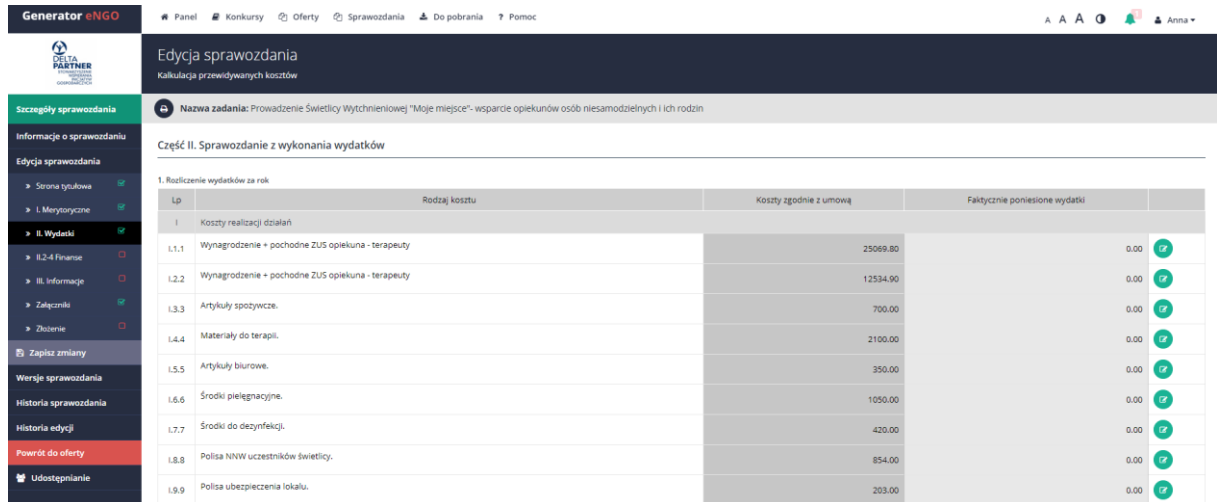 Generator eNGO
Panel Konkursy Oferty Sprawozdania Do pobrania ? Pomoc
A A A 1 Anna
DELTA
PARTNER
Edycja sprawozdania
Kalkulacja przewidywanych kosztów
Szczegóły sprawozdania
Informacje o sprawozdaniu
Edycja sprawozdania
» Strona tytułowa
» I. Merytoryczne
» II. Wydatki
» II.2-4 Finanse
» III. Informacje
» Załączniki
» Złożenie
Zapisz zmiany
Wersje sprawozdania
Historia sprawozdania
Historia edycji
Powrót do oferty
Udostępnianie
Nazwa zadania: Prowadzenie Świetlicy Wytchnieniowej "Moje miejsce"- wsparcie opiekunów osób niesamodzielnych i ich rodzin
Część II. Sprawozdanie z wykonania wydatków
1. Rozliczenie wydatków za rok
Lp Rodzaj kosztu Koszty zgodnie z umową Faktycznie poniesione wydatki
I Koszty realizacji działań
I.1.1 Wynagrodzenie + pochodne ZUS opiekuna - terapeuty 25069.80 0.00
I.2.2 Wynagrodzenie + pochodne ZUS opiekuna - terapeuty 12534.90 0.00
I.3.3 Artykuły spożywcze. 700.00 0.00
I.4.4 Materiały do terapii. 2100.00 0.00
I.5.5 Artykuły biurowe. 350.00 0.00
I.6.6 Środki pielęgnacyjne. 1050.00 0.00
I.7.7 Środki do dezynfekcji. 420.00 0.00
I.8.8 Polisa NNW uczestników świetlicy. 854.00 0.00
I.9.9 Polisa ubezpieczenia lokalu. 203.00 0.00